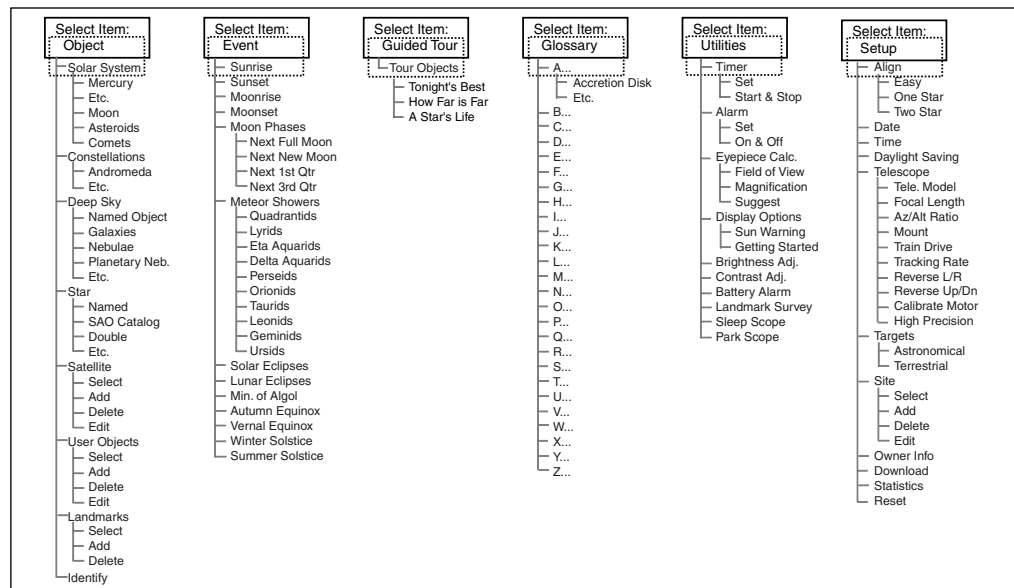 Select Item:
Object
Solar System
Mercury
Etc.
Moon
Asteroids
Comets
Constellations
Andromeda
Etc.
Deep Sky
Named Object
Galaxies
Nebulae
Planetary Neb.
Etc.
Star
Named
SAO Catalog
Double
Etc.
Satellite
Select
Add
Delete
Edit
User Objects
Select
Add
Delete
Edit
Landmarks
Select
Add
Delete
Identify
Select Item:
Event
Sunrise
Sunset
Moonrise
Moonset
Moon Phases
Next Full Moon
Next New Moon
Next 1st Qtr
Next 3rd Qtr
Meteor Showers
Quadrantids
Lyrids
Eta Aquarids
Delta Aquarids
Perseids
Orionids
Taurids
Leonids
Geminids
Ursids
Solar Eclipses
Lunar Eclipses
Min. of Algol
Autumn Equinox
Vernal Equinox
Winter Solstice
Summer Solstice
Select Item:
Guided Tour
Tour Objects
Tonight's Best
How Far is Far
A Star's Life
Select Item:
Glossary
A...
Accretion Disk
Etc.
B...
C...
D...
E...
F...
G...
H...
I...
J...
K...
L...
M...
N...
O...
P...
Q...
R...
S...
T...
U...
V...
W...
X...
Y...
Z...
Select Item:
Utilities
Timer
Set
Start & Stop
Alarm
Set
On & Off
Eyepiece Calc.
Field of View
Magnification
Suggest
Display Options
Sun Warning
Getting Started
Brightness Adj.
Contrast Adj.
Battery Alarm
Landmark Survey
Sleep Scope
Park Scope
Select Item:
Setup
Align
Easy
One Star
Two Star
Date
Time
Daylight Saving
Telescope
Tele. Model
Focal Length
Az/Alt Ratio
Mount
Train Drive
Tracking Rate
Reverse L/R
Reverse Up/Dn
Calibrate Motor
High Precision
Targets
Astronomical
Terrestrial
Site
Select
Add
Delete
Edit
Owner Info
Download
Statistics
Reset